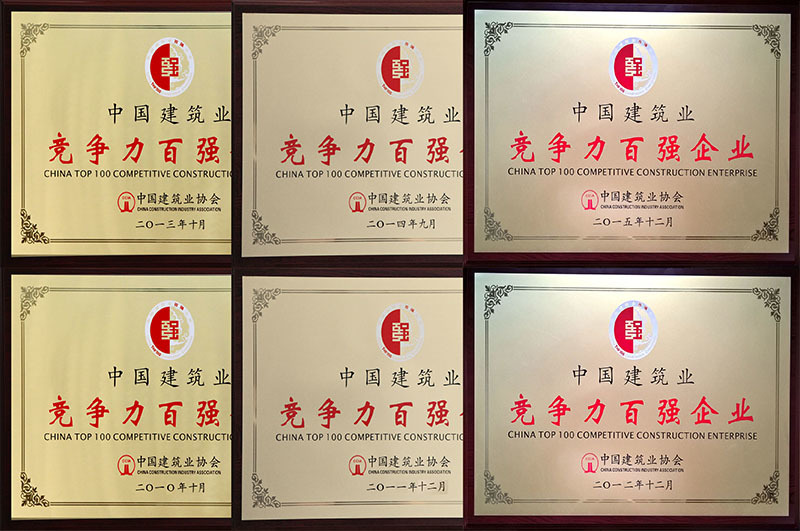 中国建筑业
竞争力百强
CHINA TOP 100 COMPETITIVE CONSTRUCTIO
中国建筑业协会
CHINA CONSTRUCTION INDUSTRY ASSOCIATION
二〇一三年十月
中国建筑业
竞争力百强
CHINA TOP 100 COMPETITIVE CONSTRUCTI
中国建筑业协会
CHINA CONSTRUCTION INDUSTRY ASSOCIATION
二〇一四年九月
中国建筑业
竞争力百强企业
CHINA TOP 100 COMPETITIVE CONSTRUCTION ENTERPRISE
中国建筑业协会
CHINA CONSTRUCTION INDUSTRY ASSOCIATION
二〇一五年十二月
中国建筑业
竞争力百强
CHINA TOP 100 COMPETITIVE CONSTRUCTIO
中国建筑业协会
CHINA CONSTRUCTION INDUSTRY ASSOCIATION
二〇一〇年十月
中国建筑业
竞争力百强
CHINA TOP 100 COMPETITIVE CONSTRUCTI
中国建筑业协会
CHINA CONSTRUCTION INDUSTRY ASSOCIATION
二〇一一年十二月
中国建筑业
竞争力百强企业
CHINA TOP 100 COMPETITIVE CONSTRUCTION ENTERPRISE
中国建筑业协会
CHINA CONSTRUCTION INDUSTRY ASSOCIATION
二〇一二年十二月